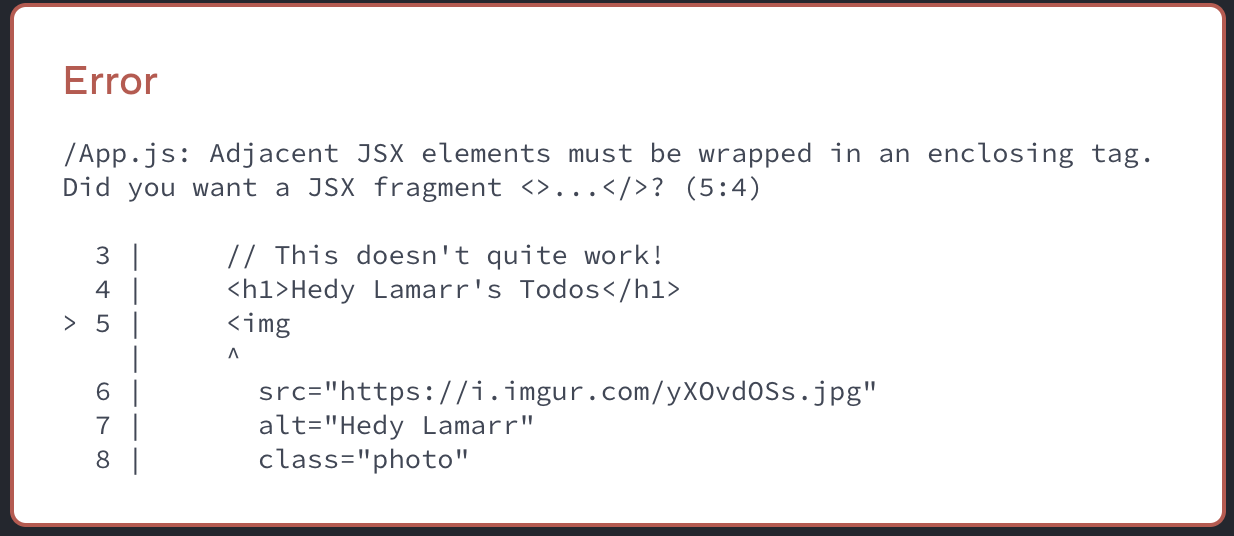 Error
/App.js: Adjacent JSX elements must be wrapped in an enclosing tag.
Did you want a JSX fragment <>...</>? (5:4)
  3 |     // This doesn't quite work!
  4 |     <h1>Hedy Lamarr's Todos</h1>
> 5 |     <img
    |     ^
  6 |       src="https://i.imgur.com/yXOvdOSs.jpg"
  7 |       alt="Hedy Lamarr"
  8 |       class="photo"